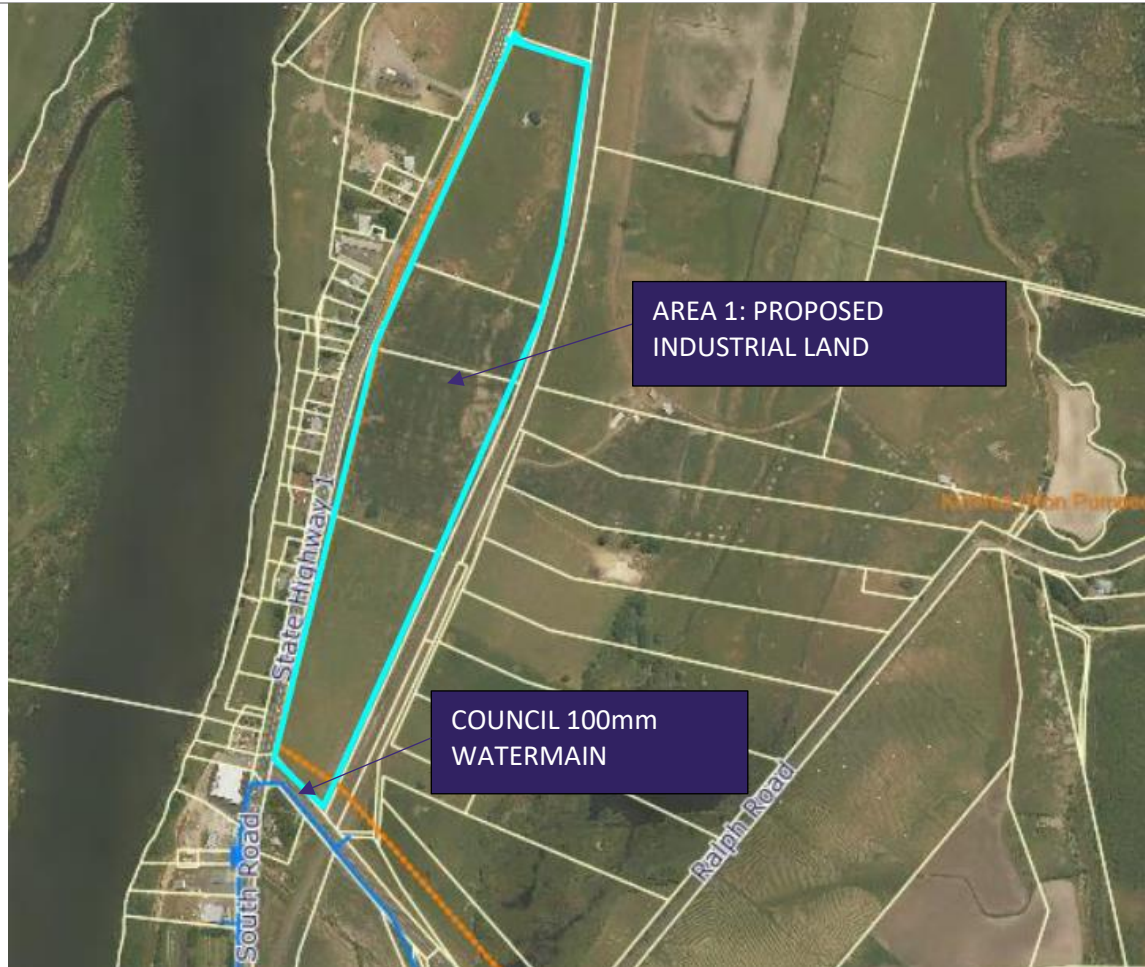 AREA 1: PROPOSED
INDUSTRIAL LAND
State Highway 1
COUNCIL 100mm
WATERMAIN
Ralph Road
South Road